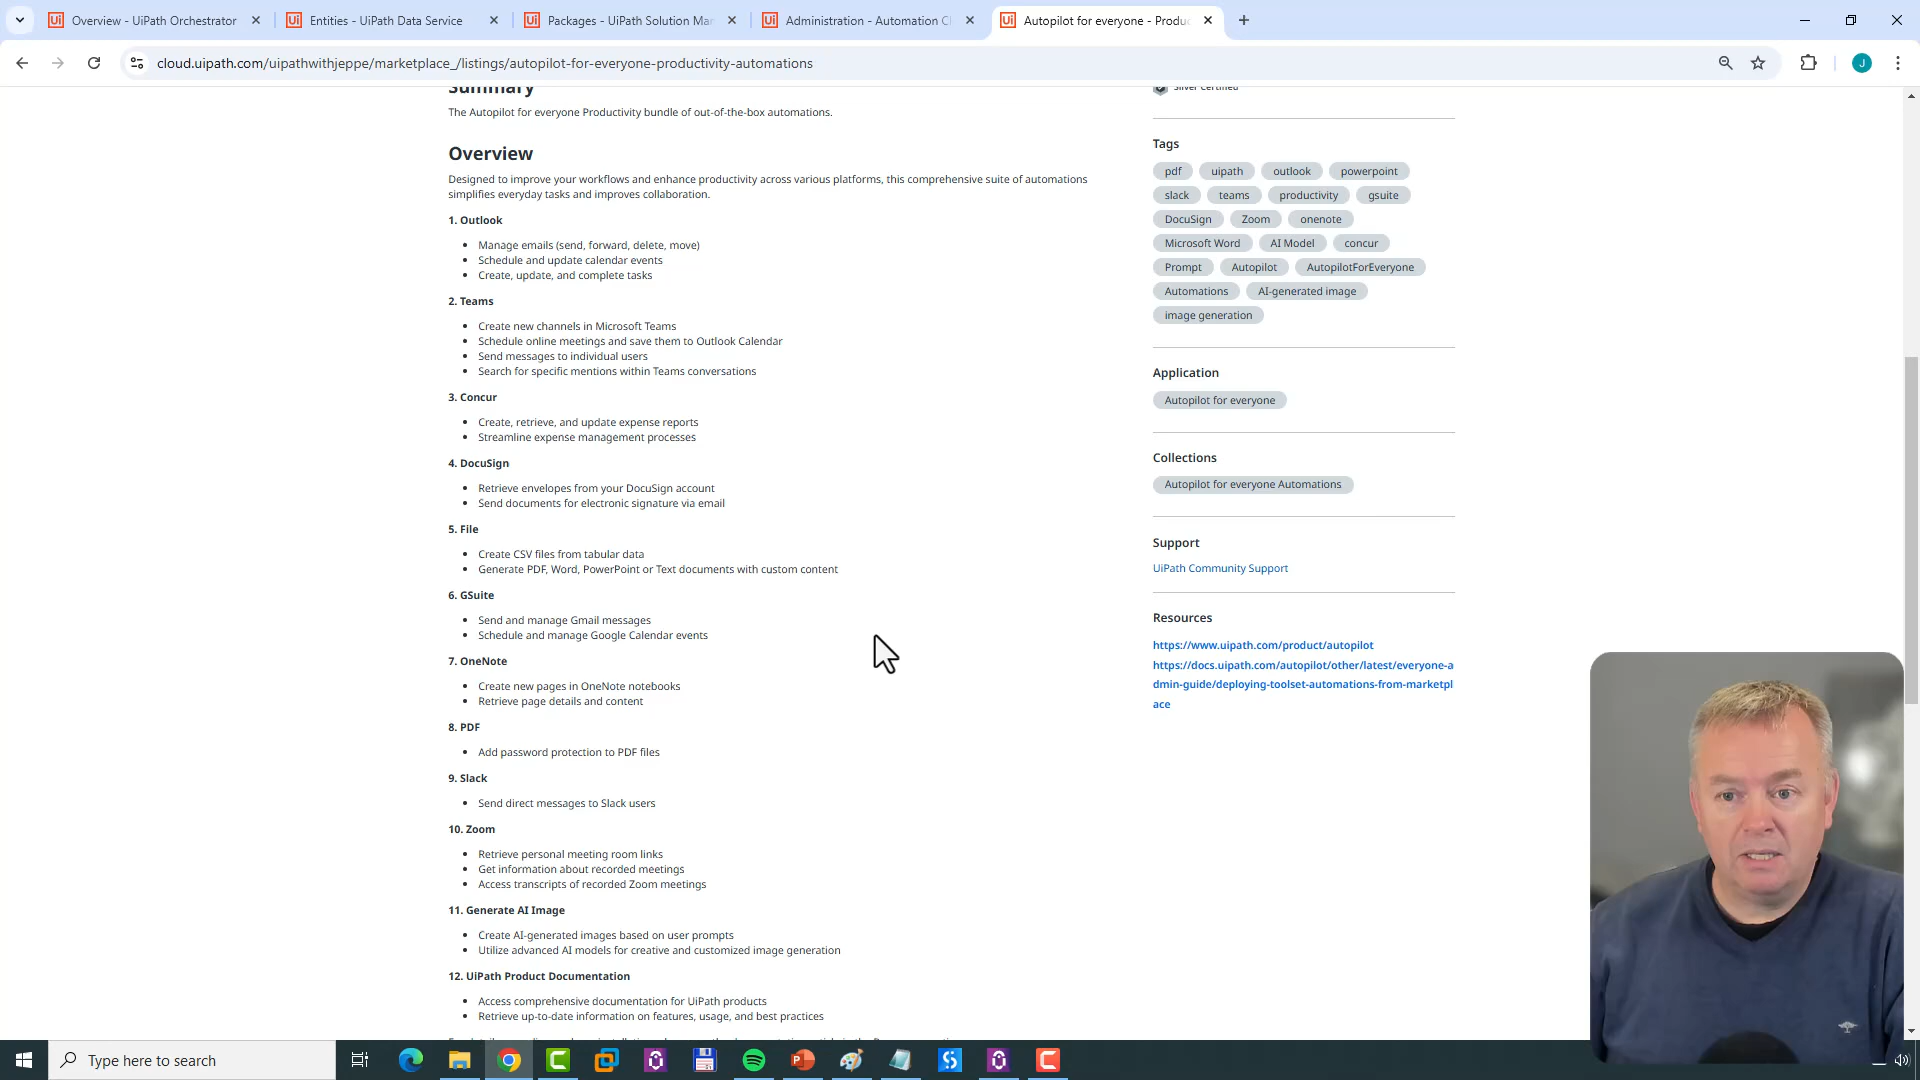 Overview - UiPath Orchestrator
Entities - UiPath Data Service
Packages - UiPath Solution Ma
Administration - Automation Cl
Autopilot for everyone - Produc
cloud.uipath.com/uipathwithjeppe/marketplace_/listings/autopilot-for-everyone-productivity-automations
J
Summary
The Autopilot for everyone Productivity bundle of out-of-the-box automations.
Overview
Designed to improve your workflows and enhance productivity across various platforms, this comprehensive suite of automations
simplifies everyday tasks and improves collaboration.
1. Outlook
Manage emails (send, forward, delete, move)
Schedule and update calendar events
Create, update, and complete tasks
2. Teams
Create new channels in Microsoft Teams
Schedule online meetings and save them to Outlook Calendar
Send messages to individual users
Search for specific mentions within Teams conversations
3. Concur
Create, retrieve, and update expense reports
Streamline expense management processes
4. DocuSign
Retrieve envelopes from your DocuSign account
Send documents for electronic signature via email
5. File
Create CSV files from tabular data
Generate PDF, Word, PowerPoint or Text documents with custom content
6. GSuite
Send and manage Gmail messages
Schedule and manage Google Calendar events
7. OneNote
Create new pages in OneNote notebooks
Retrieve page details and content
8. PDF
Add password protection to PDF files
9. Slack
Send direct messages to Slack users
10. Zoom
Retrieve personal meeting room links
Get information about recorded meetings
Access transcripts of recorded Zoom meetings
11. Generate AI Image
Create AI-generated images based on user prompts
Utilize advanced AI models for creative and customized image generation
12. UiPath Product Documentation
Access comprehensive documentation for UiPath products
Retrieve up-to-date information on features, usage, and best practices
Silver Certified
Tags
pdf uipath outlook powerpoint
slack teams productivity gsuite
DocuSign Zoom onenote
Microsoft Word AI Model concur
Prompt Autopilot AutopilotForEveryone
Automations AI-generated image
image generation
Application
Autopilot for everyone
Collections
Autopilot for everyone Automations
Support
UiPath Community Support
Resources
https://www.uipath.com/product/autopilot
https://docs.uipath.com/autopilot/other/latest/everyone-a
dmin-guide/deploying-toolset-automations-from-marketpl
ace
Type here to search